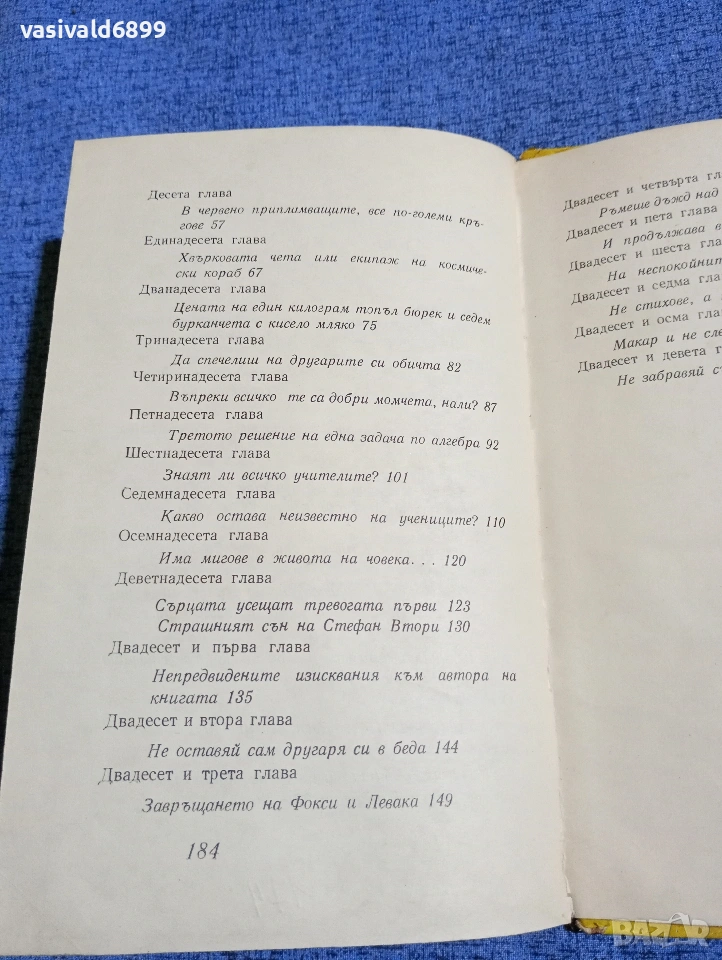 vasivald6899
Десета глава
В червено припламващите, все по-големи кръ-
гове 57
Единадесета глава
Хвърковата чета или екипаж на космиче-
ски кораб 67
Дванадесета глава
Цената на един килограм топъл бюрек и седем
бурканчета с кисело мляко 75
Тринадесета глава
Да спечелиш на другарите си обичта 82
Четиринадесета глава
Въпреки всичко те са добри момчета, нали? 87
Петнадесета глава
Третото решение на една задача по алгебра 92
Шестнадесета глава
Знаят ли всичко учителите? 101
Седемнадесета глава
Какво остава неизвестно на учениците? 110
Осемнадесета глава
Има мигове в живота на човека... 120
Деветнадесета глава
Сърцата усещат тревогата първи 123
Страшният сън на Стефан Втори 130
Двадесет и първа глава
Непредвидените изисквания към автора на
книгата 135
Двадесет и втора глава
Не оставяй сам другаря си в беда 144
Двадесет и трета глава
Завръщането на Фокси и Левака 149
184
Двадесет и четвърта гл
Ръмеше дъжд над
Двадесет и пета глава
И продължава в
Двадесет и шеста глав
На неспокойнит
Двадесет и седма глав
Не стихове, а
Двадесет и осма глав
Макар и не сле
Двадесет и девета г
Не забравяй ст
BAZAR